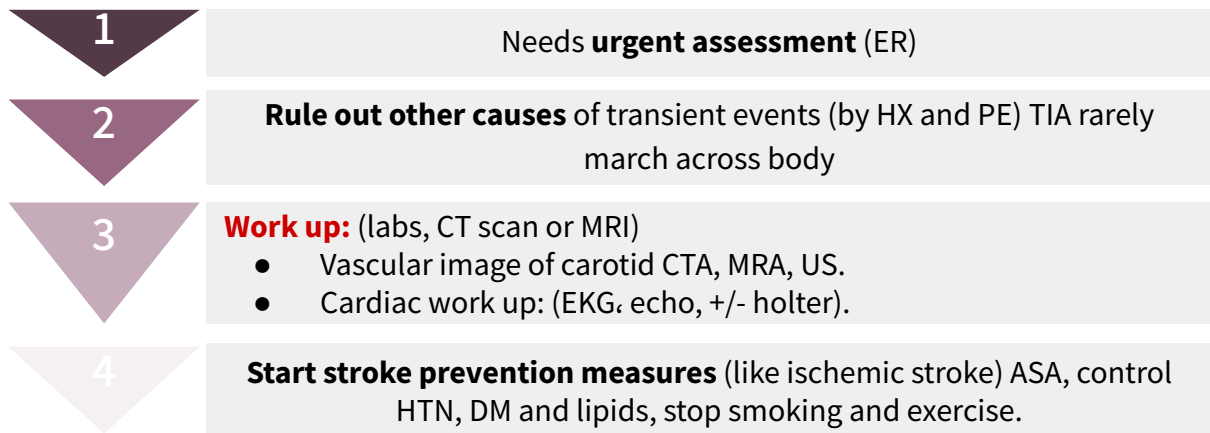 1
Needs urgent assessment (ER)
2
Rule out other causes of transient events (by HX and PE) TIA rarely
march across body
3
Work up: (labs, CT scan or MRI)
● Vascular image of carotid CTA, MRA, US.
● Cardiac work up: (EKG، echo, +/- holter).
4
Start stroke prevention measures (like ischemic stroke) ASA, control
HTN, DM and lipids, stop smoking and exercise.